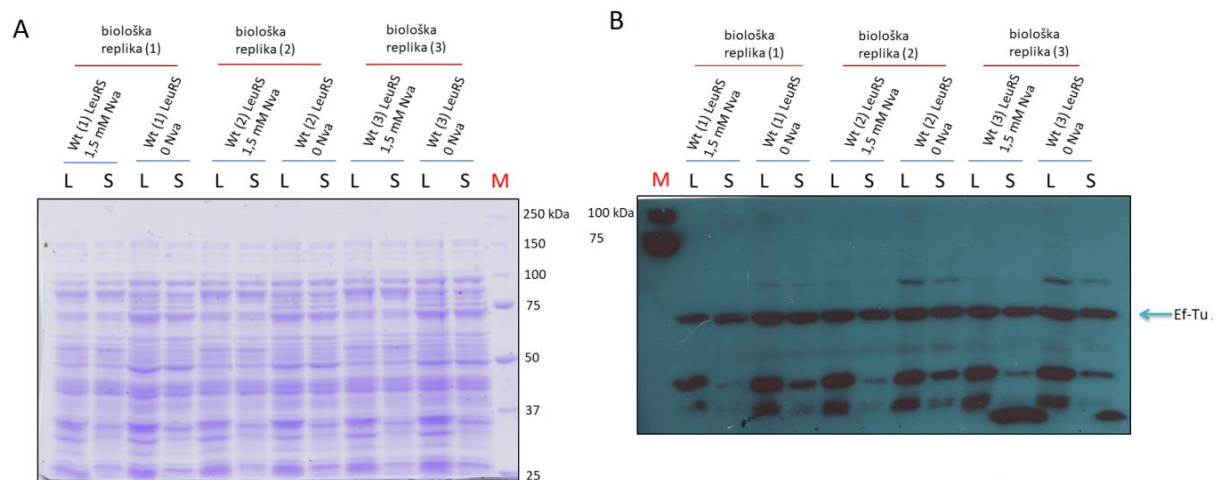 A
biološka
replika (1)
biološka
replika (2)
biološka
replika (3)
Wt (1) LeuRS
1,5 mM Nva
Wt (1) LeuRS
0 Nva
Wt (2) LeuRS
1,5 mM Nva
Wt (2) LeuRS
0 Nva
Wt (3) LeuRS
1,5 mM Nva
Wt (3) LeuRS
0 Nva
L S L S L S L S L S L S M
250 kDa
150
100
75
50
37
25
B
biološka
replika (1)
biološka
replika (2)
biološka
replika (3)
Wt (1) LeuRS
1,5 mM Nva
Wt (1) LeuRS
0 Nva
Wt (2) LeuRS
1,5 mM Nva
Wt (2) LeuRS
0 Nva
Wt (3) LeuRS
1,5 mM Nva
Wt (3) LeuRS
0 Nva
M L S L S L S L S L S L S
100 kDa
75
Ef-Tu .